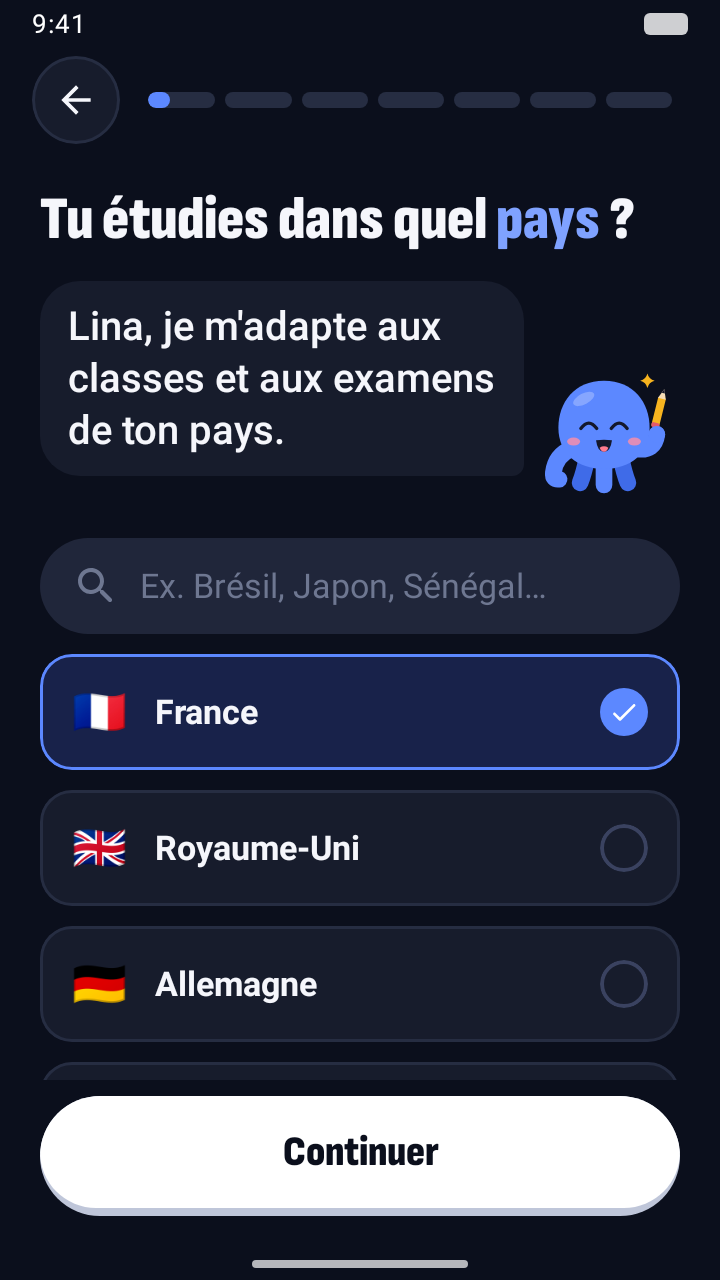 9:41
Tu étudies dans quel pays ?
Lina, je m'adapte aux
classes et aux examens
de ton pays.
Ex. Brésil, Japon, Sénégal…
France
Royaume-Uni
Allemagne
Continuer